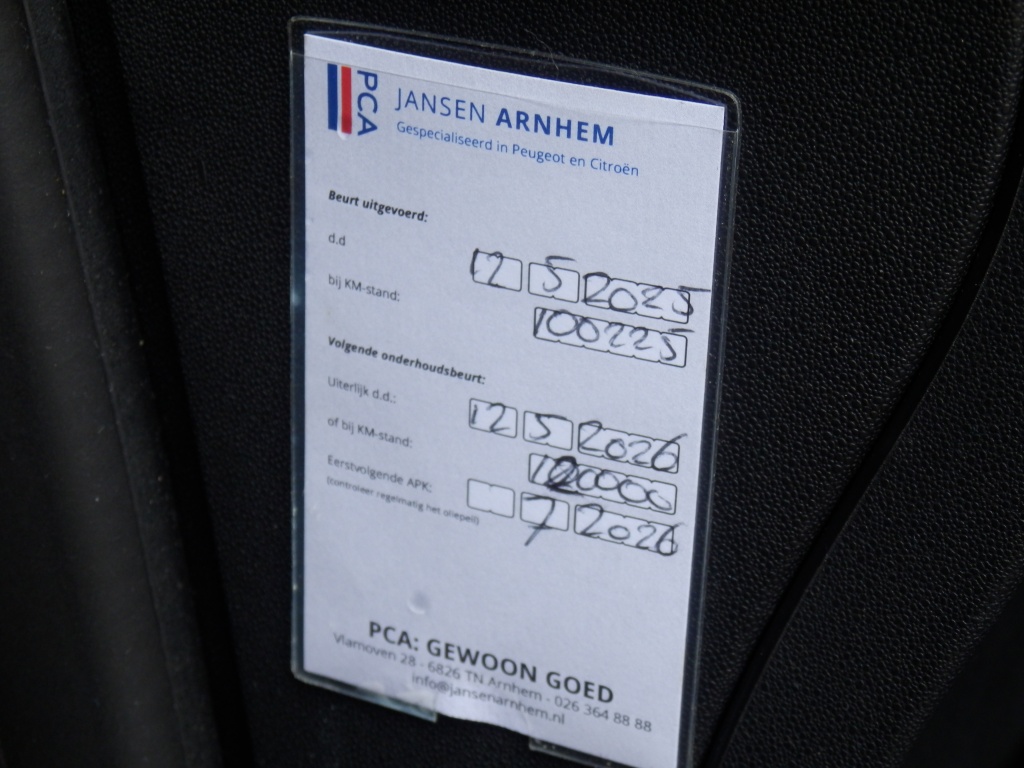 PCA
JANSEN ARNHEM
Gespecialiseerd in Peugeot en Citroën
Beurt uitgevoerd:
d.d 12 5 2025
bij KM-stand: 100225
Volgende onderhoudsbeurt:
Uiterlijk d.d.: 12 5 2026
of bij KM-stand: 120000
Eerstvolgende APK: 7 2026
(controleer regelmatig het oliepeil)
PCA: GEWOON GOED
Vlamoven 28 - 6826 TN Arnhem - 026 364 88 88
info@jansenarnhem.nl